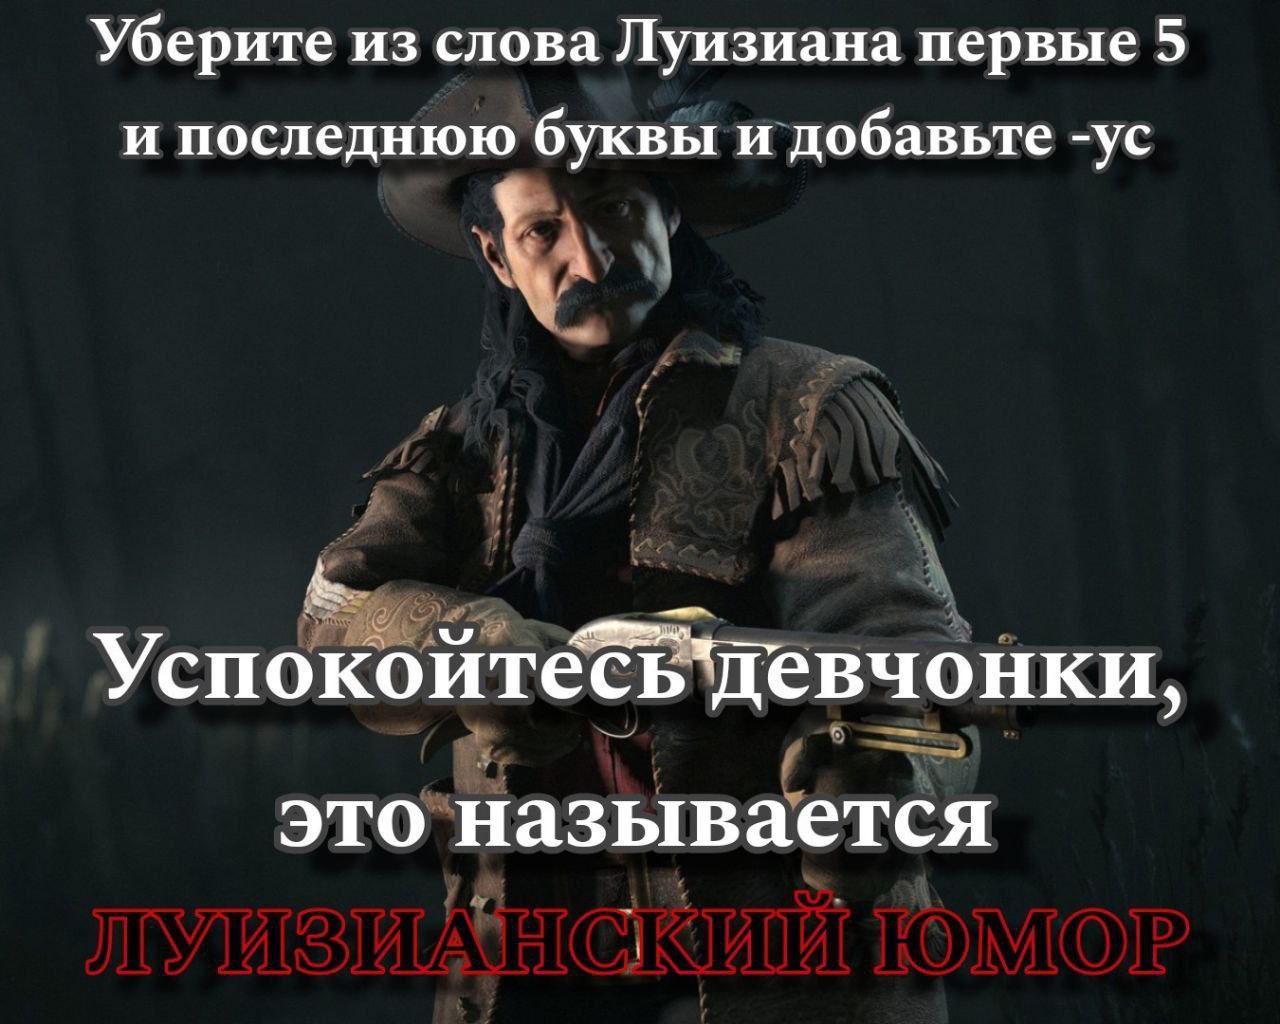 Уберите из слова Луизиана первые 5
и последнюю буквы и добавьте -ус
Успокойтесь девчонки,
это называется
ЛУИЗИАНСКИЙ ЮМОР